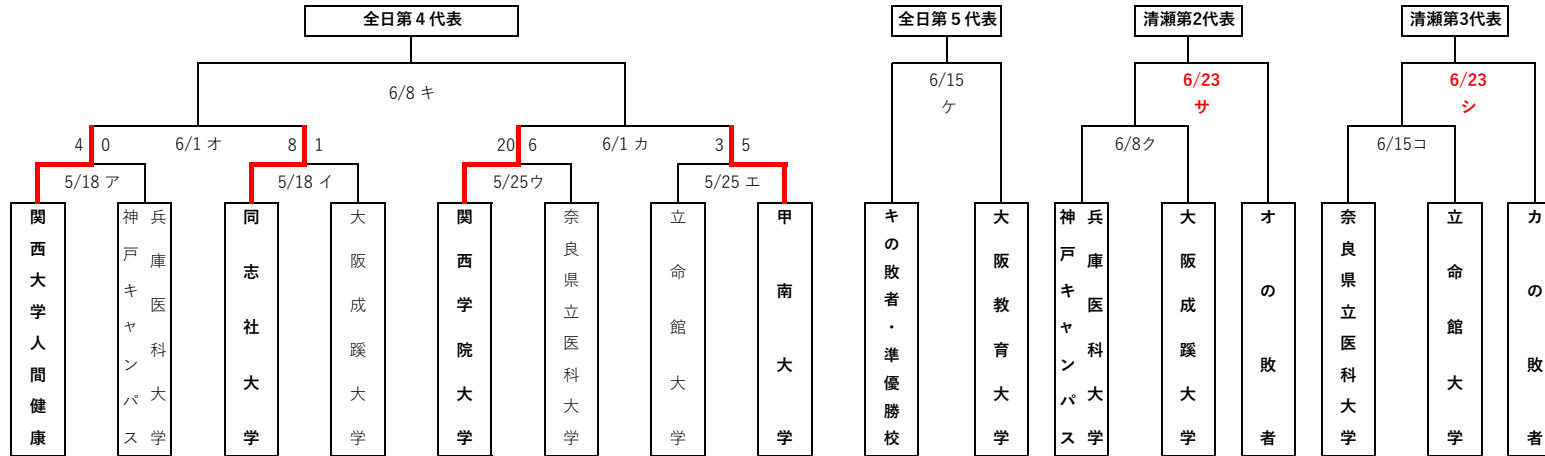 全日第４代表
全日第５代表
清瀬第2代表
清瀬第3代表
6/8 キ
6/15
ケ
6/23
サ
6/23
シ
4 0
6/1 オ
8 1
20 6
6/1 カ
3 5
6/8ク
6/15コ
5/18 ア
5/18 イ
5/25ウ
5/25 エ
関西大学人間健康
兵庫医科大学
神戸キャンパス
同志社大学
大阪成蹊大学
関西学院大学
奈良県立医科大学
立命館大学
甲南大学
キの敗者・準優勝校
大阪教育大学
兵庫医科大学
神戸キャンパス
大阪成蹊大学
オの敗者
奈良県立医科大学
立命館大学
カの敗者